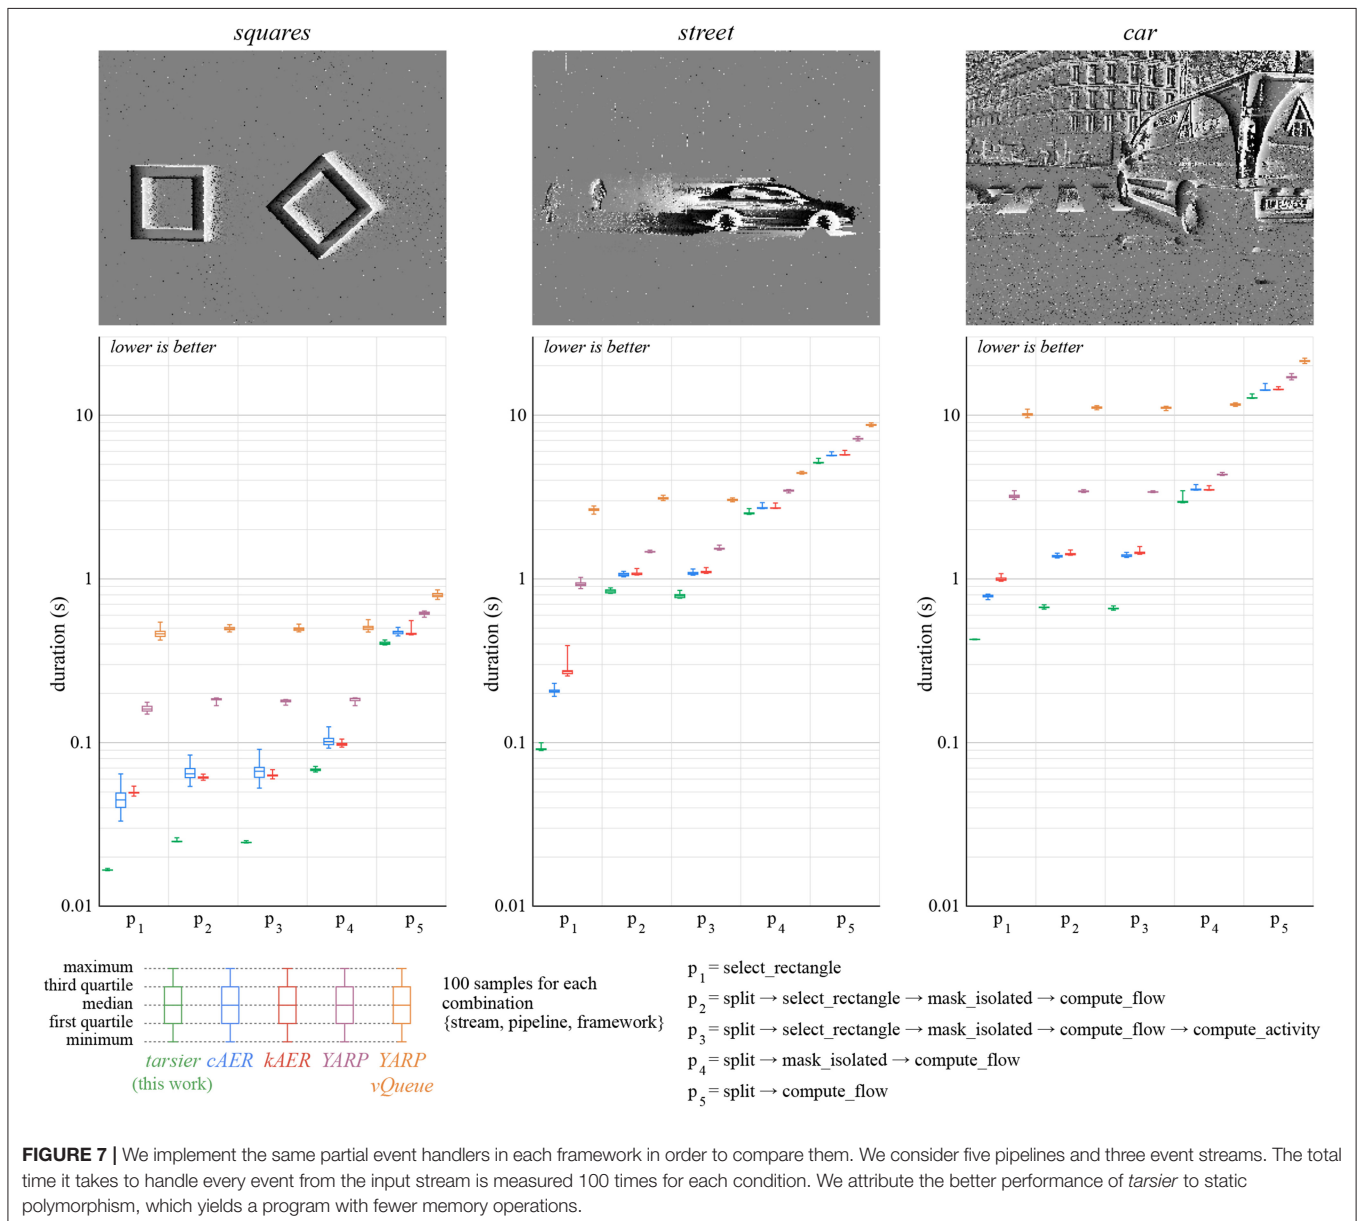 squares
street
car
lower is better
lower is better
lower is better
duration (s)
10
1
0.1
0.01
p1 p2 p3 p4 p5
duration (s)
10
1
0.1
0.01
p1 p2 p3 p4 p5
duration (s)
10
1
0.1
0.01
p1 p2 p3 p4 p5
maximum
third quartile
median
first quartile
minimum
tarsier cAER kAER YARP YARP
(this work) vQueue
100 samples for each
combination
{stream, pipeline, framework}
p1 = select_rectangle
p2 = split → select_rectangle → mask_isolated → compute_flow
p3 = split → select_rectangle → mask_isolated → compute_flow → compute_activity
p4 = split → mask_isolated → compute_flow
p5 = split → compute_flow
FIGURE 7 | We implement the same partial event handlers in each framework in order to compare them. We consider five pipelines and three event streams. The total
time it takes to handle every event from the input stream is measured 100 times for each condition. We attribute the better performance of tarsier to static
polymorphism, which yields a program with fewer memory operations.